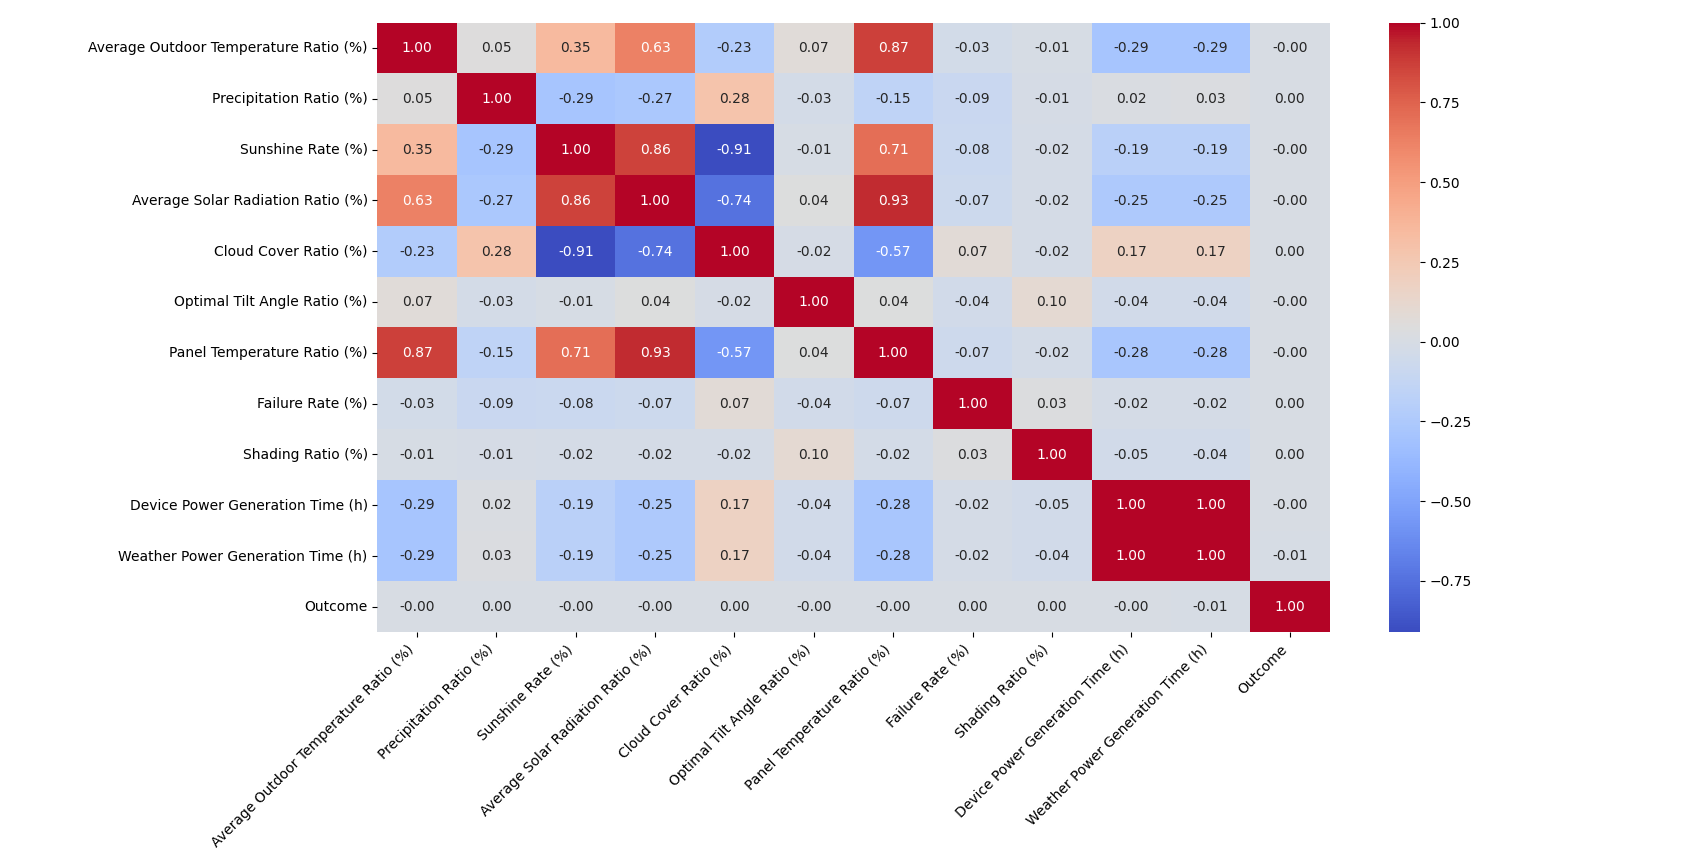 Average Outdoor Temperature Ratio (%) 1.00 0.05 0.35 0.63 -0.23 0.07 0.87 -0.03 -0.01 -0.29 -0.29 -0.00
Precipitation Ratio (%) 0.05 1.00 -0.29 -0.27 0.28 -0.03 -0.15 -0.09 -0.01 0.02 0.03 0.00
Sunshine Rate (%) 0.35 -0.29 1.00 0.86 -0.91 -0.01 0.71 -0.08 -0.02 -0.19 -0.19 -0.00
Average Solar Radiation Ratio (%) 0.63 -0.27 0.86 1.00 -0.74 0.04 0.93 -0.07 -0.02 -0.25 -0.25 -0.00
Cloud Cover Ratio (%) -0.23 0.28 -0.91 -0.74 1.00 -0.02 -0.57 0.07 -0.02 0.17 0.17 0.00
Optimal Tilt Angle Ratio (%) 0.07 -0.03 -0.01 0.04 -0.02 1.00 0.04 -0.04 0.10 -0.04 -0.04 -0.00
Panel Temperature Ratio (%) 0.87 -0.15 0.71 0.93 -0.57 0.04 1.00 -0.07 -0.02 -0.28 -0.28 -0.00
Failure Rate (%) -0.03 -0.09 -0.08 -0.07 0.07 -0.04 -0.07 1.00 0.03 -0.02 -0.02 0.00
Shading Ratio (%) -0.01 -0.01 -0.02 -0.02 -0.02 0.10 -0.02 0.03 1.00 -0.05 -0.04 0.00
Device Power Generation Time (h) -0.29 0.02 -0.19 -0.25 0.17 -0.04 -0.28 -0.02 -0.05 1.00 1.00 -0.00
Weather Power Generation Time (h) -0.29 0.03 -0.19 -0.25 0.17 -0.04 -0.28 -0.02 -0.04 1.00 1.00 -0.01
Outcome -0.00 0.00 -0.00 -0.00 0.00 -0.00 -0.00 0.00 0.00 -0.00 -0.01 1.00
Average Outdoor Temperature Ratio (%)
Precipitation Ratio (%)
Sunshine Rate (%)
Average Solar Radiation Ratio (%)
Cloud Cover Ratio (%)
Optimal Tilt Angle Ratio (%)
Panel Temperature Ratio (%)
Failure Rate (%)
Shading Ratio (%)
Device Power Generation Time (h)
Weather Power Generation Time (h)
Outcome
1.00
0.75
0.50
0.25
0.00
−0.25
−0.50
−0.75